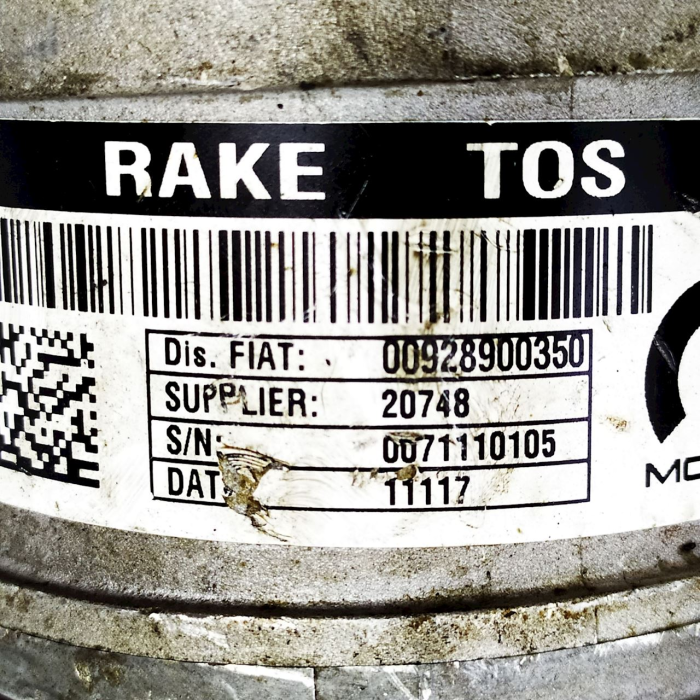 RAKE TOS
Dis. FIAT: 00928900350
SUPPLIER: 20748
S/N: 0071110105
DAT 11117
MO